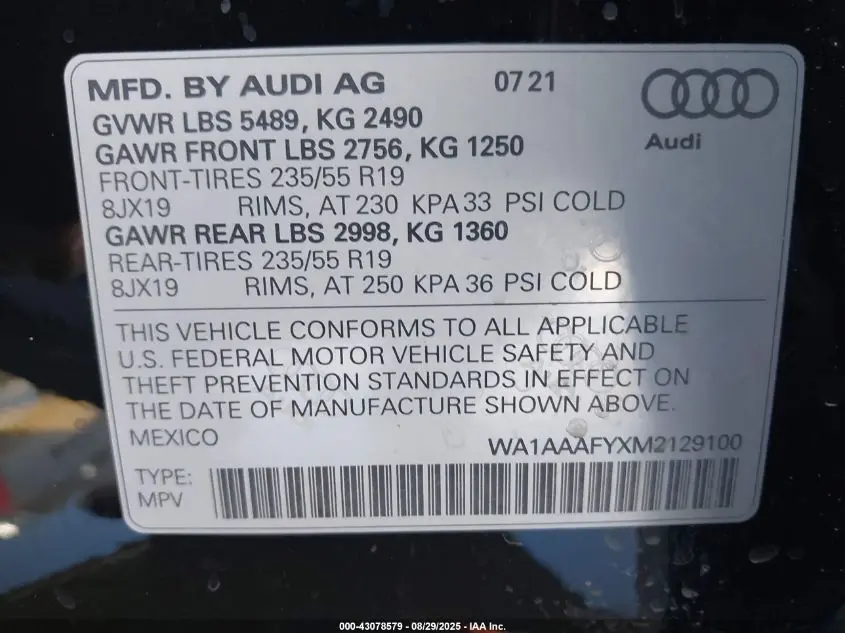 MFD. BY AUDI AG 07 21
Audi
GVWR LBS 5489, KG 2490
GAWR FRONT LBS 2756, KG 1250
FRONT-TIRES 235/55 R19
8JX19 RIMS, AT 230 KPA 33 PSI COLD
GAWR REAR LBS 2998, KG 1360
REAR-TIRES 235/55 R19
8JX19 RIMS, AT 250 KPA 36 PSI COLD
THIS VEHICLE CONFORMS TO ALL APPLICABLE
U.S. FEDERAL MOTOR VEHICLE SAFETY AND
THEFT PREVENTION STANDARDS IN EFFECT ON
THE DATE OF MANUFACTURE SHOWN ABOVE.
MEXICO WA1AAAFYXM2129100
TYPE:
MPV
000-43078579 - 08/29/2025 - IAA Inc.